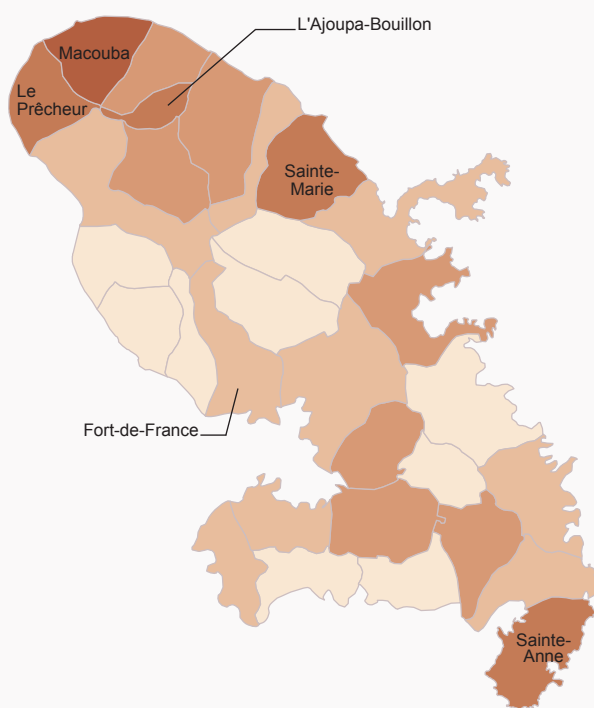 L'Ajoupa-Bouillon
Macouba
Le
Prêcheur
Sainte-
Marie
Fort-de-France
Sainte-
Anne